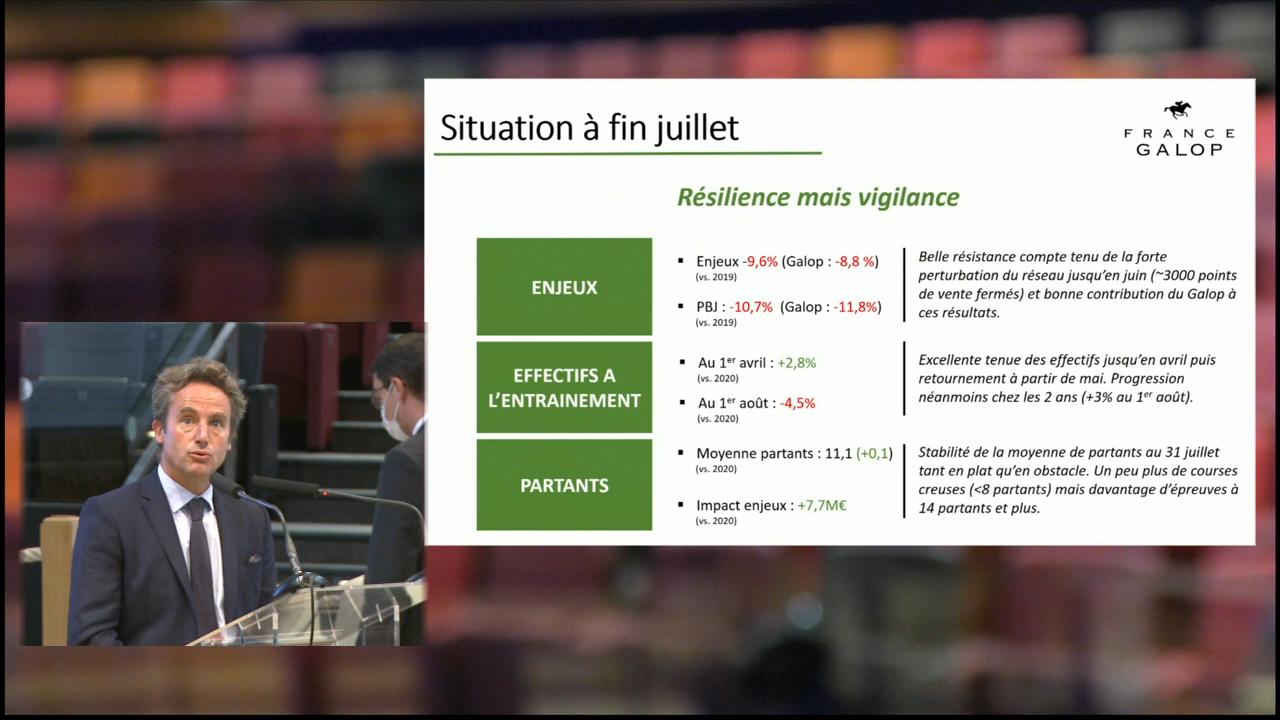 Situation à fin juillet
FRANCE
GALOP
Résilience mais vigilance
ENJEUX
▪ Enjeux -9,6% (Galop : -8,8 %)
(vs. 2019)
▪ PBJ : -10,7% (Galop : -11,8%)
(vs. 2019)
Belle résistance compte tenu de la forte
perturbation du réseau jusqu'en juin (~3000 points
de vente fermés) et bonne contribution du Galop à
ces résultats.
EFFECTIFS A
L'ENTRAINEMENT
▪ Au 1er avril : +2,8%
(vs. 2020)
▪ Au 1er août : -4,5%
(vs. 2020)
Excellente tenue des effectifs jusqu'en avril puis
retournement à partir de mai. Progression
néanmoins chez les 2 ans (+3% au 1er août).
PARTANTS
▪ Moyenne partants : 11,1 (+0,1)
(vs. 2020)
▪ Impact enjeux : +7,7M€
(vs. 2020)
Stabilité de la moyenne de partants au 31 juillet
tant en plat qu'en obstacle. Un peu plus de courses
creuses (<8 partants) mais davantage d'épreuves à
14 partants et plus.